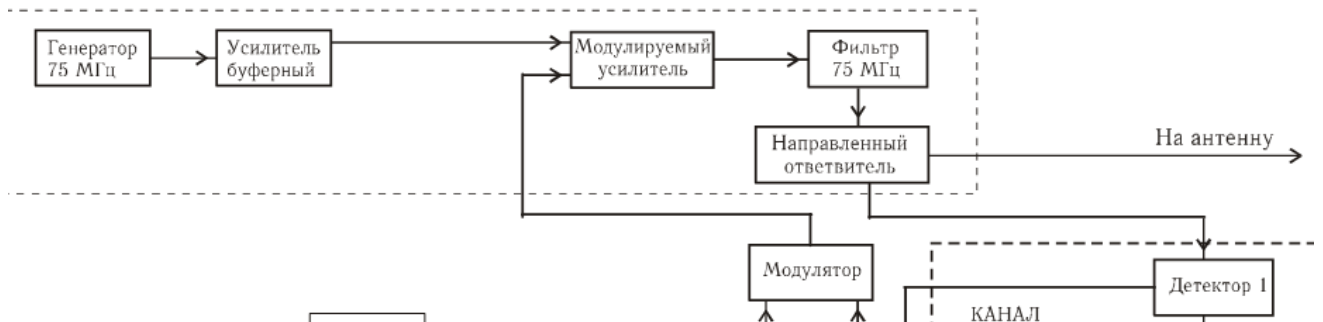 Генератор
75 МГц
Усилитель
буферный
Модулируемый
усилитель
Фильтр
75 МГц
Направленный
ответвитель
На антенну
Модулятор
Детектор 1
КАНАЛ